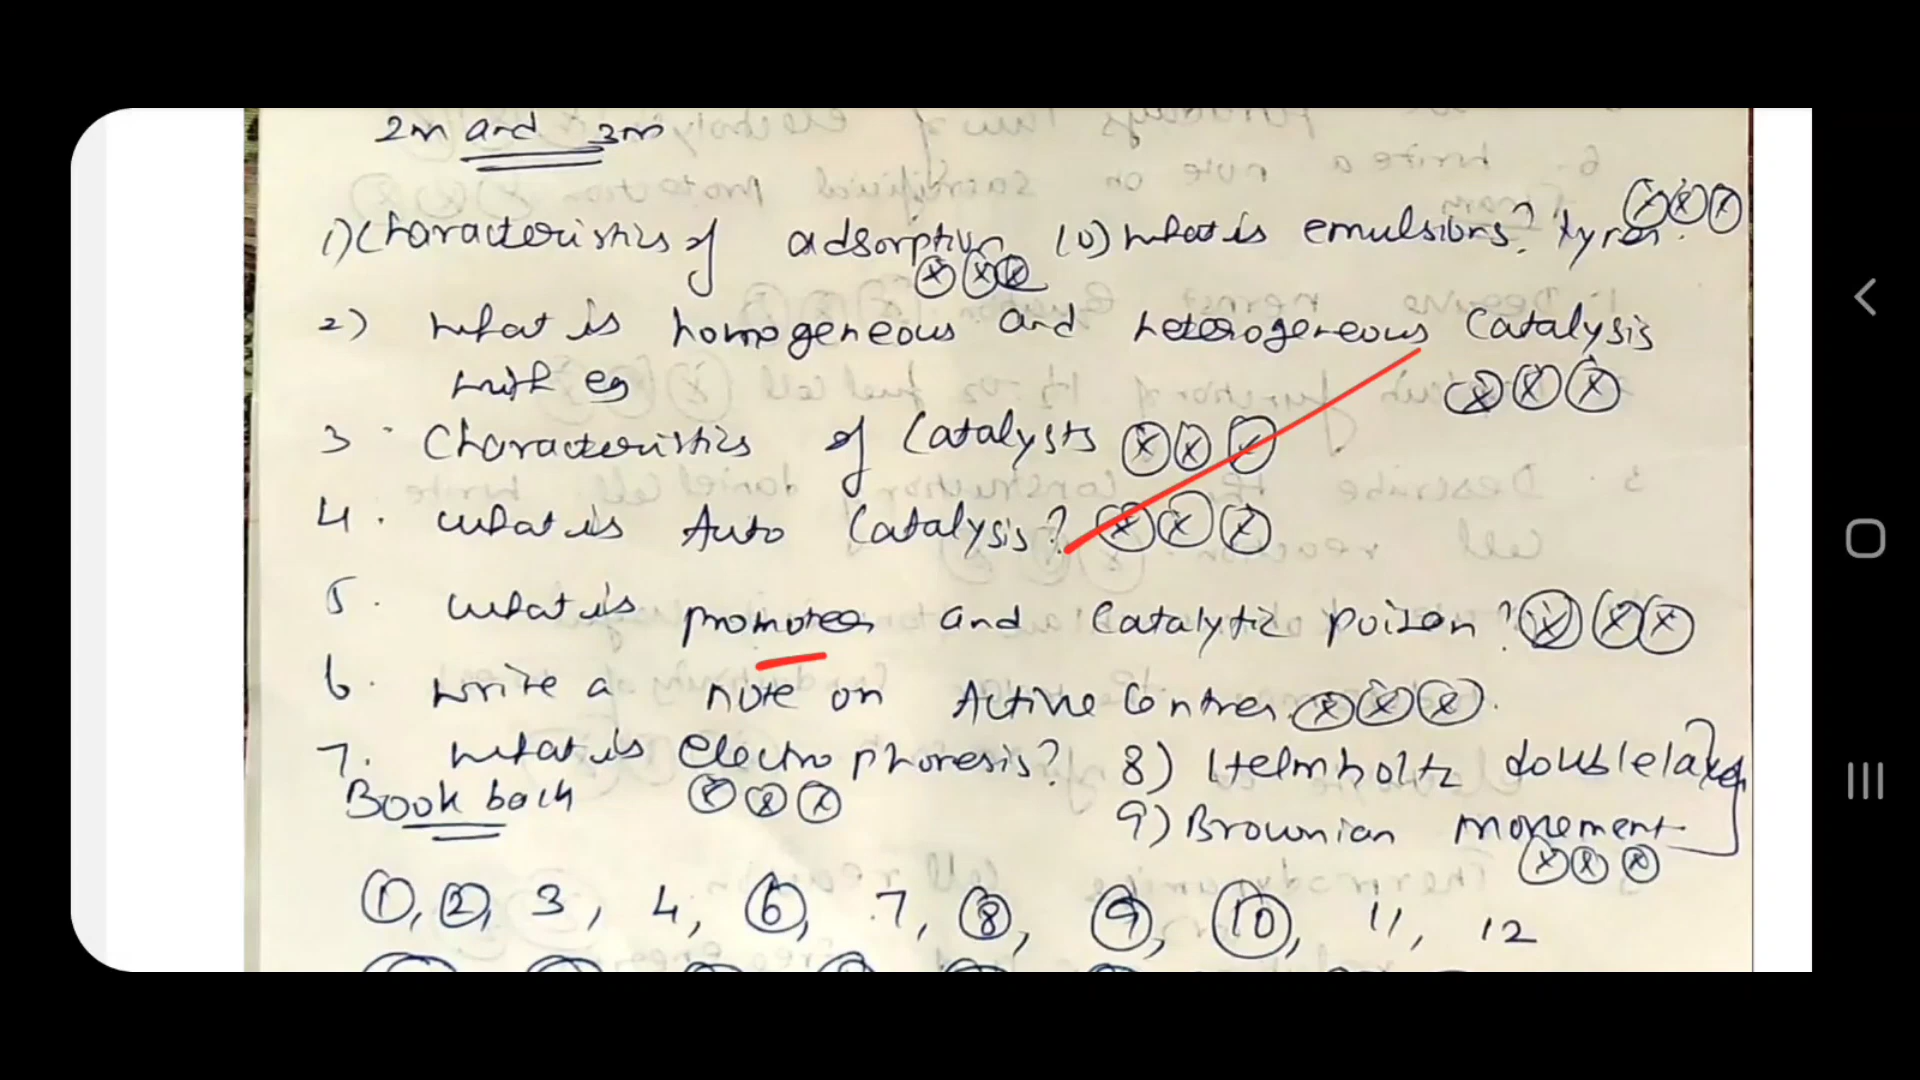 2m and 3m
1) Characteristics of adsorption
10) What is emulsions? types?
2) What is homogeneous and heterogeneous Catalysis
with eg
3. Characteristics of Catalysts
4. What is Auto Catalysis?
5. What is promoter and Catalytic poison?
6. Write a note on Active Centres
7. What is electrophoresis?
8) Helmholtz double layer
9) Brownian movement
Book back
1, 2, 3, 4, 6, 7, 8, 9, 10, 11, 12